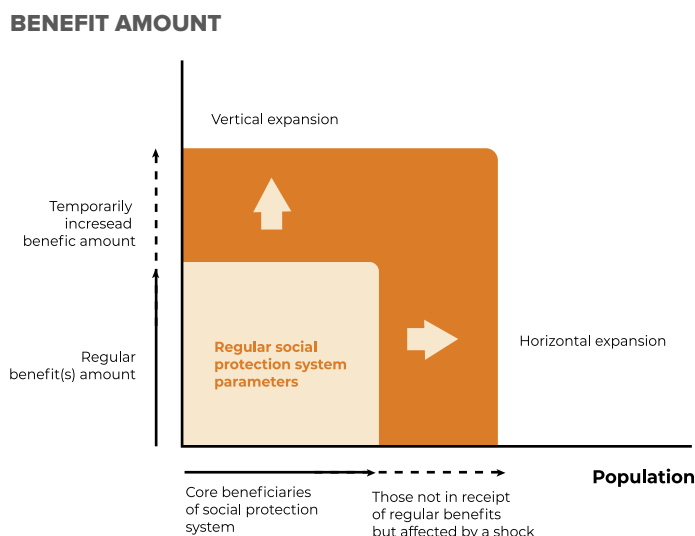 BENEFIT AMOUNT
Vertical expansion
Temporarily
incresead
benefic amount
Regular
benefit(s) amount
Regular social
protection system
parameters
Horizontal expansion
Population
Core beneficiaries
of social protection
system
Those not in receipt
of regular benefits
but affected by a shock